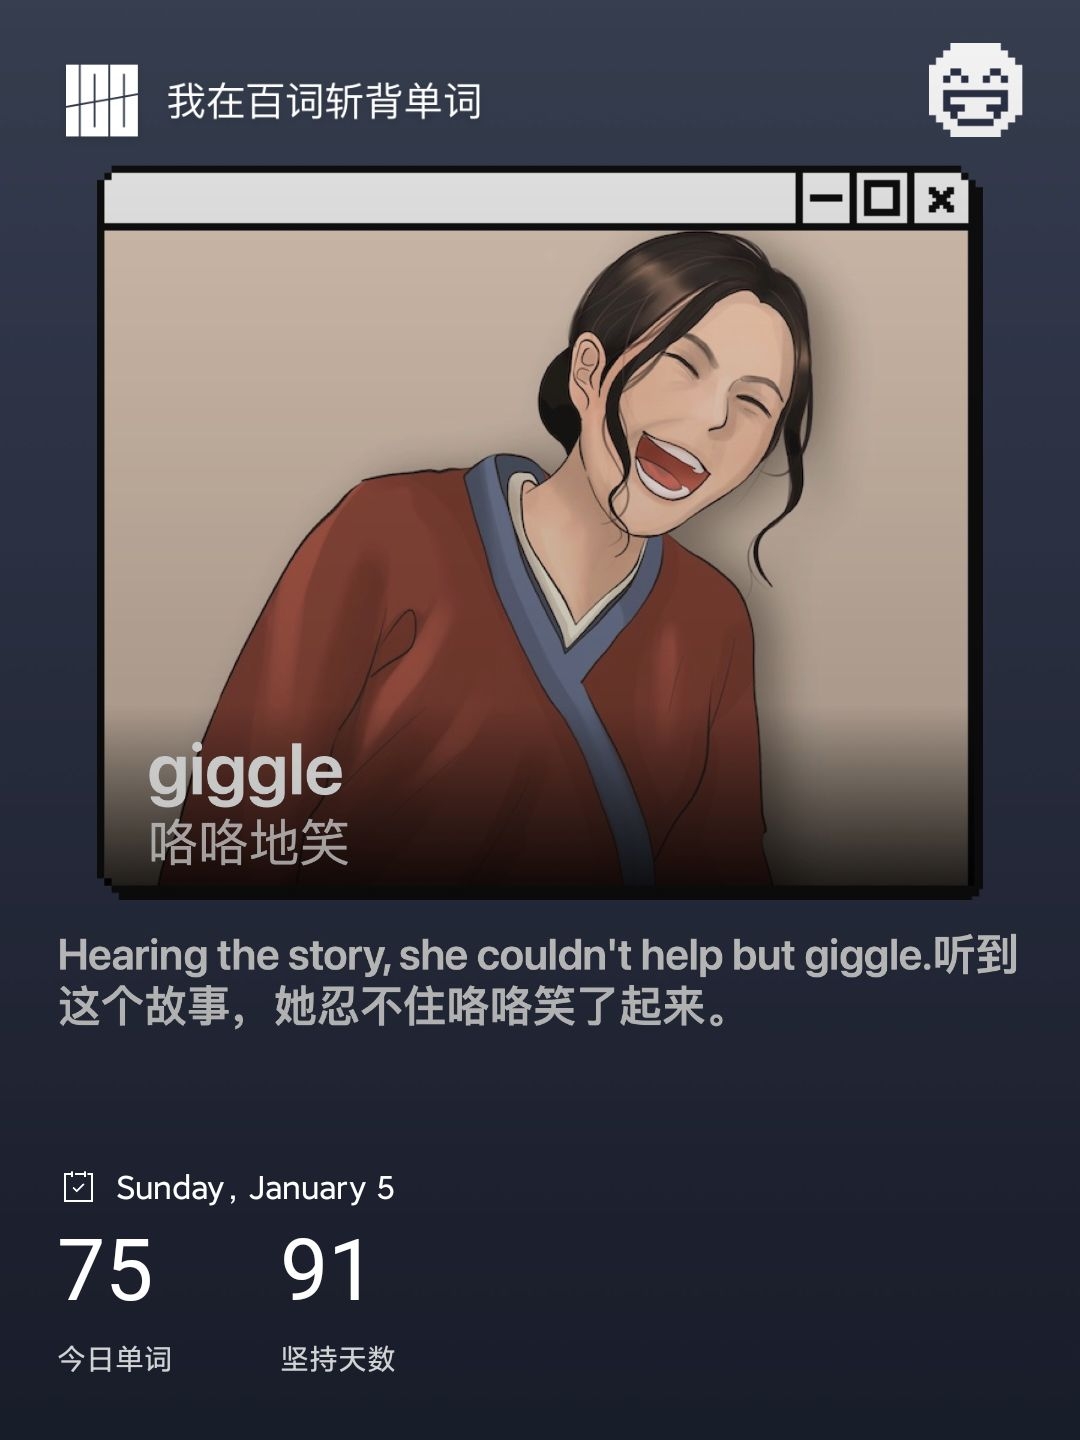 100
我在百词斩背单词
giggle
咯咯地笑
Hearing the story, she couldn't help but giggle.听到
这个故事，她忍不住咯咯笑了起来。
Sunday, January 5
75 91
今日单词 坚持天数